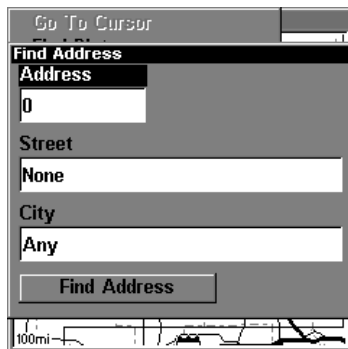 Go To Cursor
Find Address
Address
0
Street
None
City
Any
Find Address
100mi